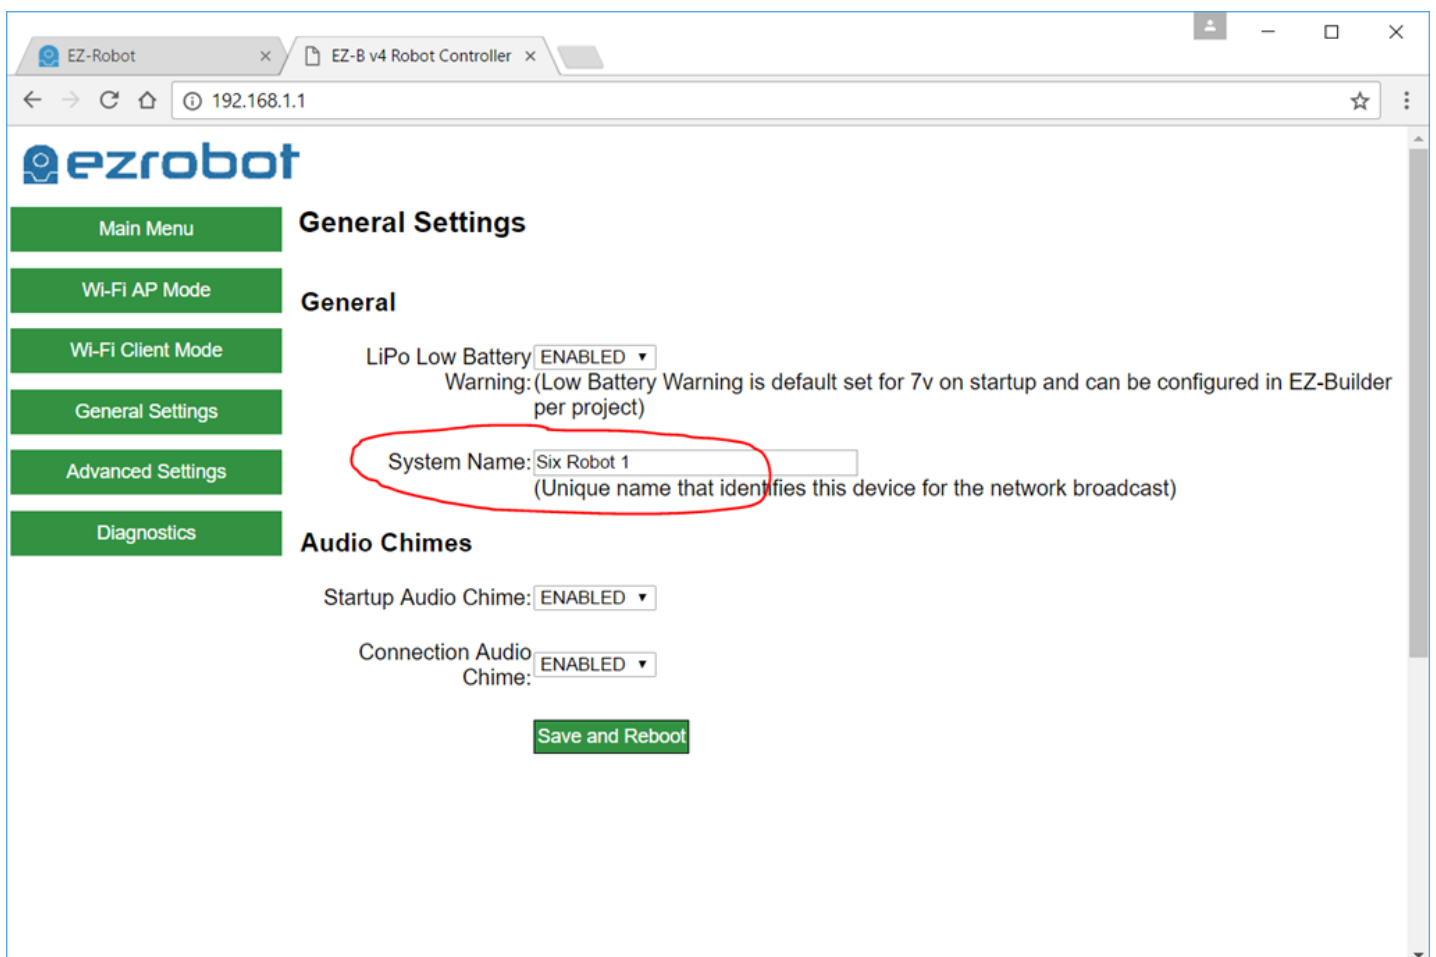 EZ-Robot
EZ-B v4 Robot Controller
192.168.1.1
ezrobot
Main Menu
Wi-Fi AP Mode
Wi-Fi Client Mode
General Settings
Advanced Settings
Diagnostics
General Settings
General
LiPo Low Battery Warning: ENABLED
(Low Battery Warning is default set for 7v on startup and can be configured in EZ-Builder
per project)
System Name: Six Robot 1
(Unique name that identifies this device for the network broadcast)
Audio Chimes
Startup Audio Chime: ENABLED
Connection Audio Chime: ENABLED
Save and Reboot